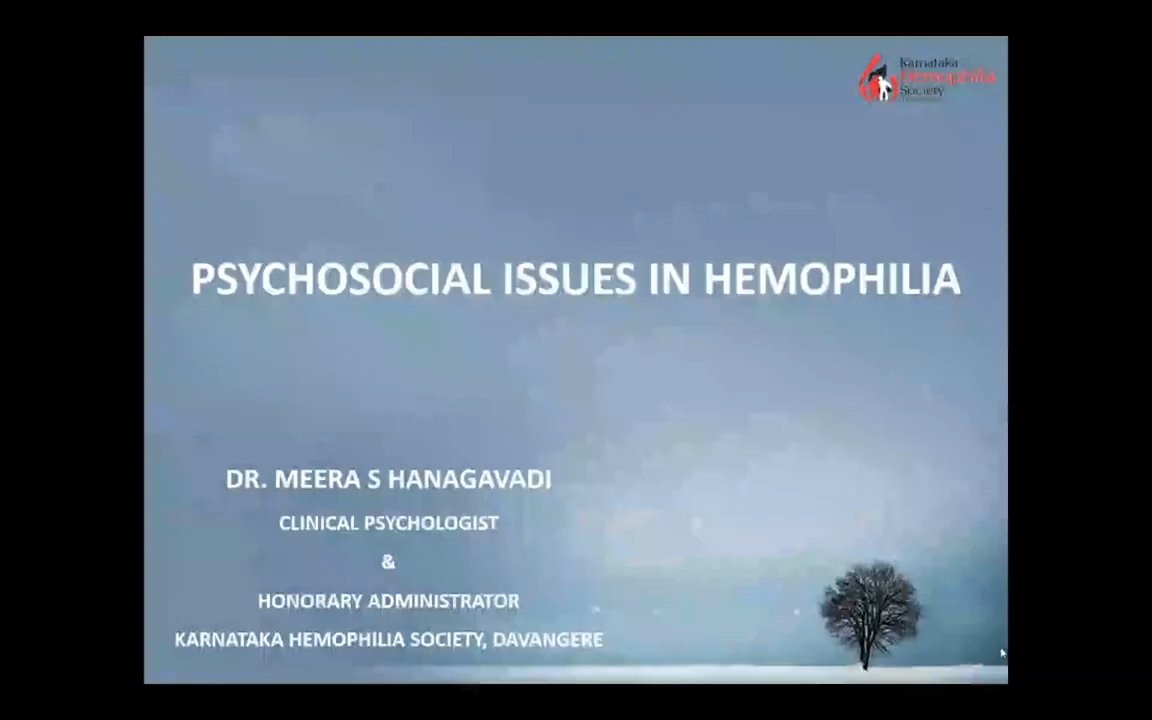 Karnataka
Hemophilia
Society
PSYCHOSOCIAL ISSUES IN HEMOPHILIA
DR. MEERA S HANAGAVADI
CLINICAL PSYCHOLOGIST
&
HONORARY ADMINISTRATOR
KARNATAKA HEMOPHILIA SOCIETY, DAVANGERE